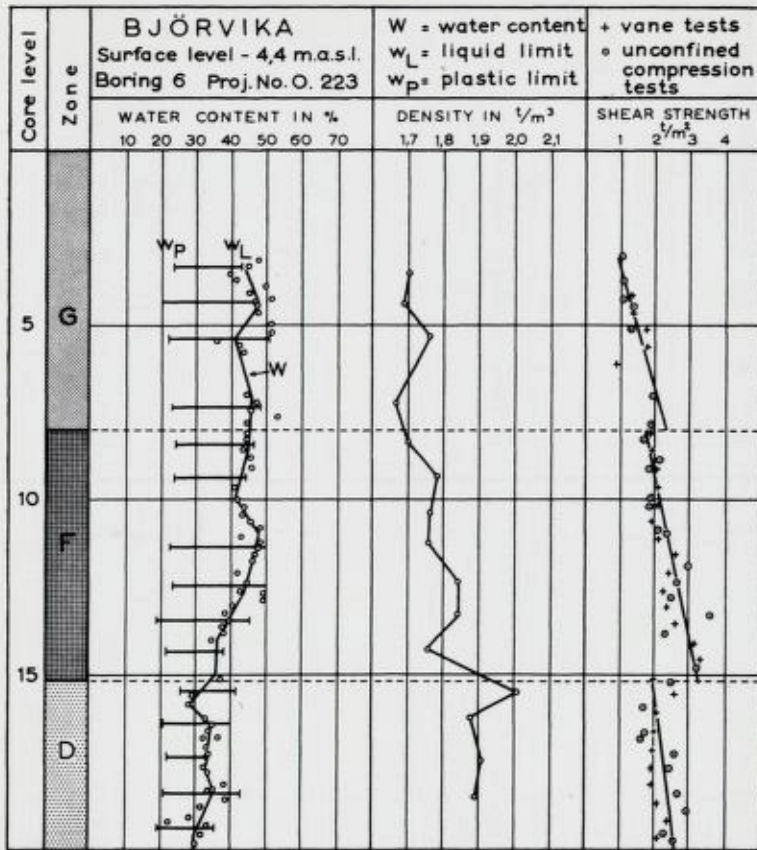 BJÖRVIKA
Surface level - 4,4 m.a.s.l.
Boring 6 Proj. No. O. 223
W = water content
wL = liquid limit
wP = plastic limit
+ vane tests
o unconfined
compression
tests
Core level
Zone
WATER CONTENT IN %
10 20 30 40 50 60 70
DENSITY IN t/m³
1,7 1,8 1,9 2,0 2,1
SHEAR STRENGTH
t/m²
1 2 3 4
wP wL
G
5
W
10
F
15
D